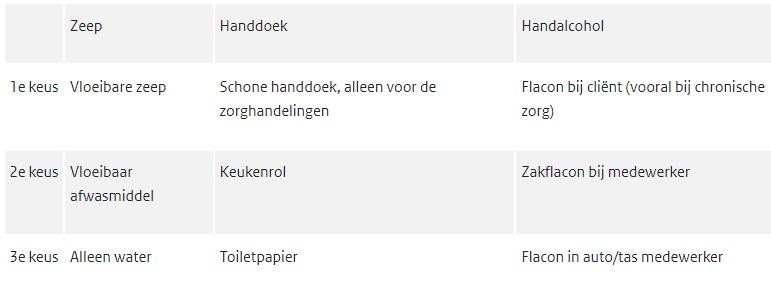 Zeep Handdoek Handalcohol
1e keus Vloeibare zeep Schone handdoek, alleen voor de Flacon bij cliënt (vooral bij chronische
zorghandelingen zorg)
2e keus Vloeibaar Keukenrol Zakflacon bij medewerker
afwasmiddel
3e keus Alleen water Toiletpapier Flacon in auto/tas medewerker